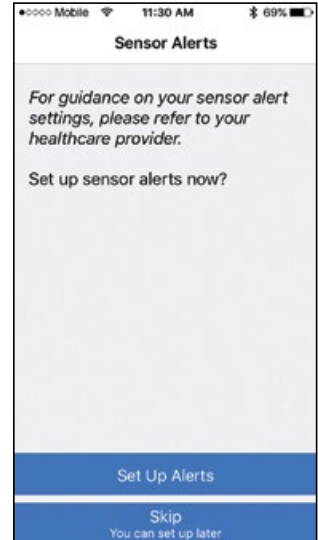 Mobile 11:30 AM 69%
Sensor Alerts
For guidance on your sensor alert
settings, please refer to your
healthcare provider.
Set up sensor alerts now?
Set Up Alerts
Skip
You can set up later